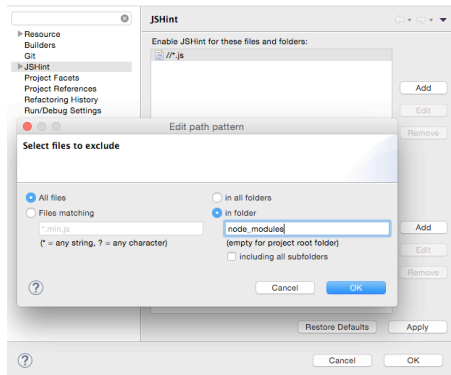 JSHint
Resource
Builders
Git
JSHint
Project Facets
Project References
Refactoring History
Run/Debug Settings
Enable JSHint for these files and folders:
//*.js
Add
Edit
Remove
Edit path pattern
Select files to exclude
All files
in all folders
Files matching
in folder
*.min.js
node_modules
(* = any string, ? = any character)
(empty for project root folder)
including all subfolders
?
Cancel
OK
Add
Edit
Remove
Restore Defaults
Apply
?
Cancel
OK